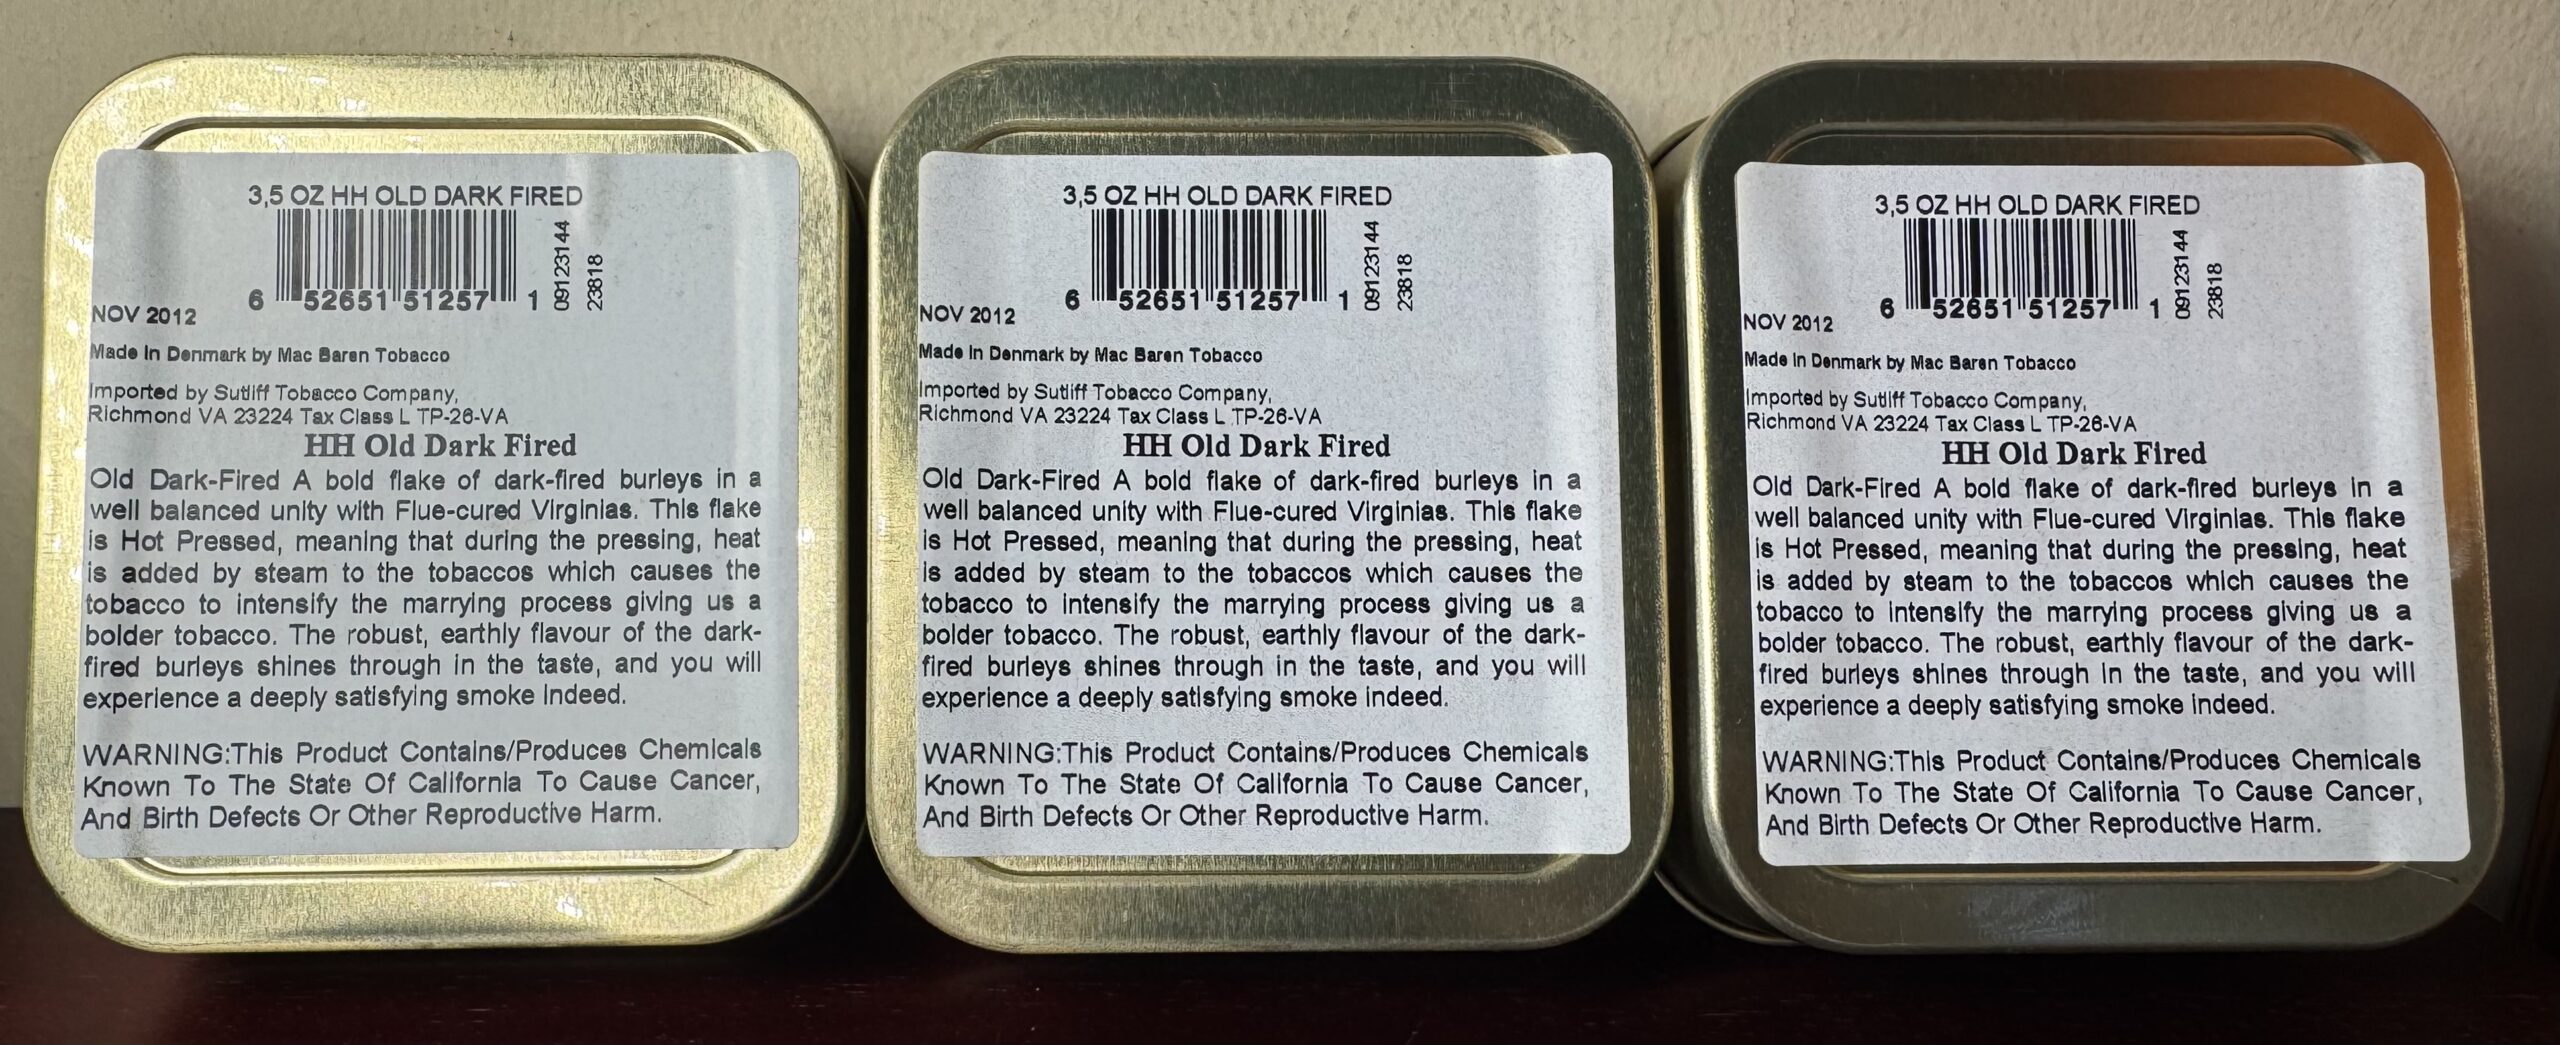 3,5 OZ HH OLD DARK FIRED
6 52651 51257 1
09123144
23818
NOV 2012
Made In Denmark by Mac Baren Tobacco
Imported by Sutliff Tobacco Company,
Richmond VA 23224 Tax Class L TP-26-VA
HH Old Dark Fired
Old Dark-Fired A bold flake of dark-fired burleys in a
well balanced unity with Flue-cured Virginias. This flake
is Hot Pressed, meaning that during the pressing, heat
is added by steam to the tobaccos which causes the
tobacco to intensify the marrying process giving us a
bolder tobacco. The robust, earthly flavour of the dark-
fired burleys shines through in the taste, and you will
experience a deeply satisfying smoke indeed.
WARNING:This Product Contains/Produces Chemicals
Known To The State Of California To Cause Cancer,
And Birth Defects Or Other Reproductive Harm.
3,5 OZ HH OLD DARK FIRED
6 52651 51257 1
09123144
23818
NOV 2012
Made In Denmark by Mac Baren Tobacco
Imported by Sutliff Tobacco Company,
Richmond VA 23224 Tax Class L TP-26-VA
HH Old Dark Fired
Old Dark-Fired A bold flake of dark-fired burleys in a
well balanced unity with Flue-cured Virginias. This flake
is Hot Pressed, meaning that during the pressing, heat
is added by steam to the tobaccos which causes the
tobacco to intensify the marrying process giving us a
bolder tobacco. The robust, earthly flavour of the dark-
fired burleys shines through in the taste, and you will
experience a deeply satisfying smoke indeed.
WARNING:This Product Contains/Produces Chemicals
Known To The State Of California To Cause Cancer,
And Birth Defects Or Other Reproductive Harm.
3,5 OZ HH OLD DARK FIRED
6 52651 51257 1
09123144
23818
NOV 2012
Made In Denmark by Mac Baren Tobacco
Imported by Sutliff Tobacco Company,
Richmond VA 23224 Tax Class L TP-26-VA
HH Old Dark Fired
Old Dark-Fired A bold flake of dark-fired burleys in a
well balanced unity with Flue-cured Virginias. This flake
is Hot Pressed, meaning that during the pressing, heat
is added by steam to the tobaccos which causes the
tobacco to intensify the marrying process giving us a
bolder tobacco. The robust, earthly flavour of the dark-
fired burleys shines through in the taste, and you will
experience a deeply satisfying smoke indeed.
WARNING:This Product Contains/Produces Chemicals
Known To The State Of California To Cause Cancer,
And Birth Defects Or Other Reproductive Harm.